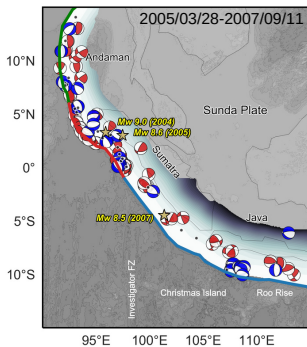 2005/03/28-2007/09/11
10°N
Andaman
Sunda Plate
5°N
Mw 9.0 (2004)
Mw 8.6 (2005)
0°
Sumatra
Mw 8.5 (2007)
5°S
Java
10°S
Investigator FZ
Christmas Island
Roo Rise
95°E
100°E
105°E
110°E